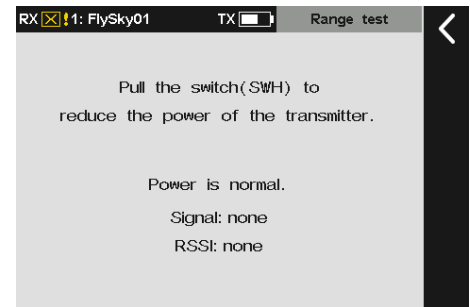 RX ! 1: FlySky01 TX Range test
Pull the switch(SWH) to
reduce the power of the transmitter.
Power is normal.
Signal: none
RSSI: none